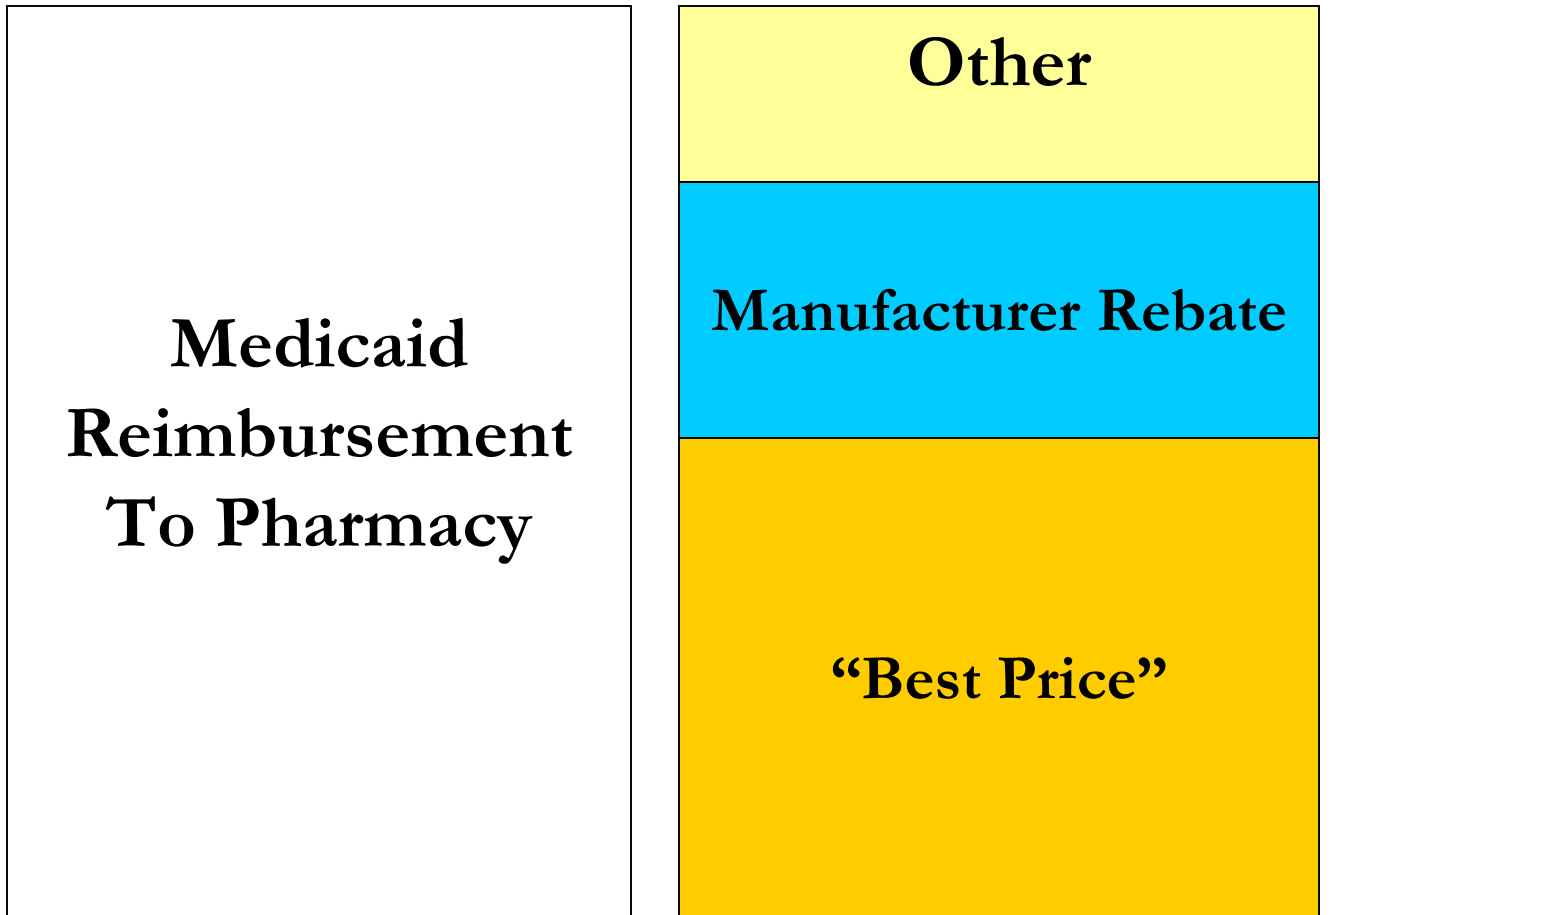 Medicaid
Reimbursement
To Pharmacy
Other
Manufacturer Rebate
“Best Price”